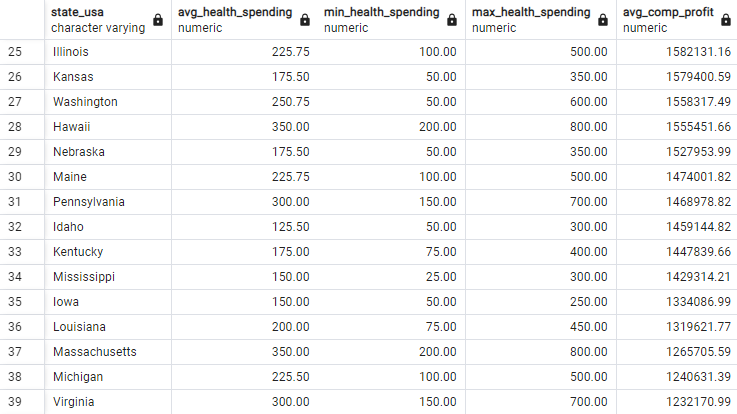 state_usa avg_health_spending min_health_spending max_health_spending avg_comp_profit
character varying numeric numeric numeric numeric
25 Illinois 225.75 100.00 500.00 1582131.16
26 Kansas 175.50 50.00 350.00 1579400.59
27 Washington 250.75 50.00 600.00 1558317.49
28 Hawaii 350.00 200.00 800.00 1555451.66
29 Nebraska 175.50 50.00 350.00 1527953.99
30 Maine 225.75 100.00 500.00 1474001.82
31 Pennsylvania 300.00 150.00 700.00 1468978.82
32 Idaho 125.50 50.00 300.00 1459144.82
33 Kentucky 175.00 75.00 400.00 1447839.66
34 Mississippi 150.00 25.00 300.00 1429314.21
35 Iowa 150.00 50.00 250.00 1334086.99
36 Louisiana 200.00 75.00 450.00 1319621.77
37 Massachusetts 350.00 200.00 800.00 1265705.59
38 Michigan 225.50 100.00 500.00 1240631.39
39 Virginia 300.00 150.00 700.00 1232170.99